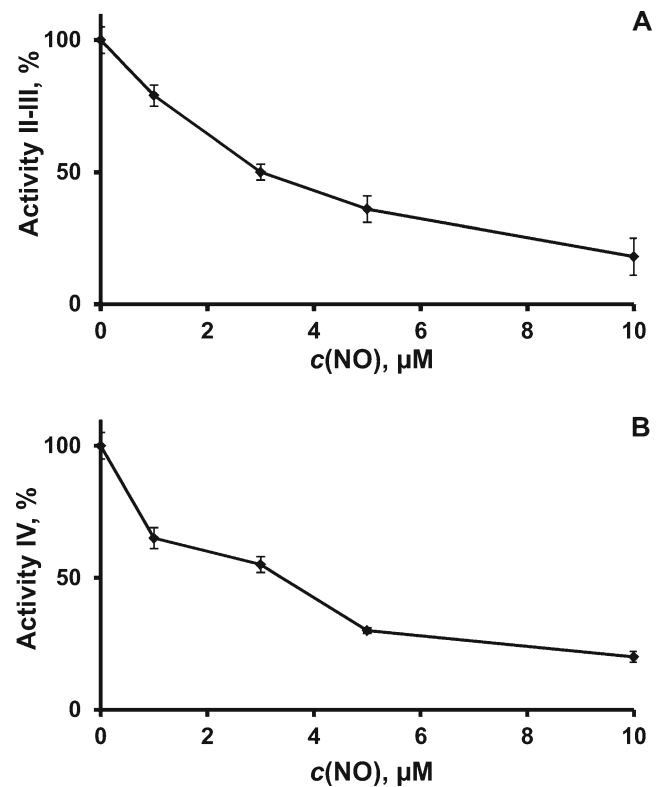 A
100
50
0
Activity II-III, %
0 2 4 6 8 10
c(NO), µM
B
100
50
0
Activity IV, %
0 2 4 6 8 10
c(NO), µM